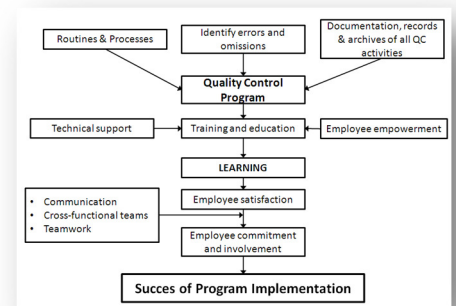 Routines & Processes
Identify errors and
omissions
Documentation, records
& archives of all QC
activities
Quality Control
Program
Technical support
Training and education
Employee empowerment
LEARNING
• Communication
• Cross-functional teams
• Teamwork
Employee satisfaction
Employee commitment
and involvement
Succes of Program Implementation